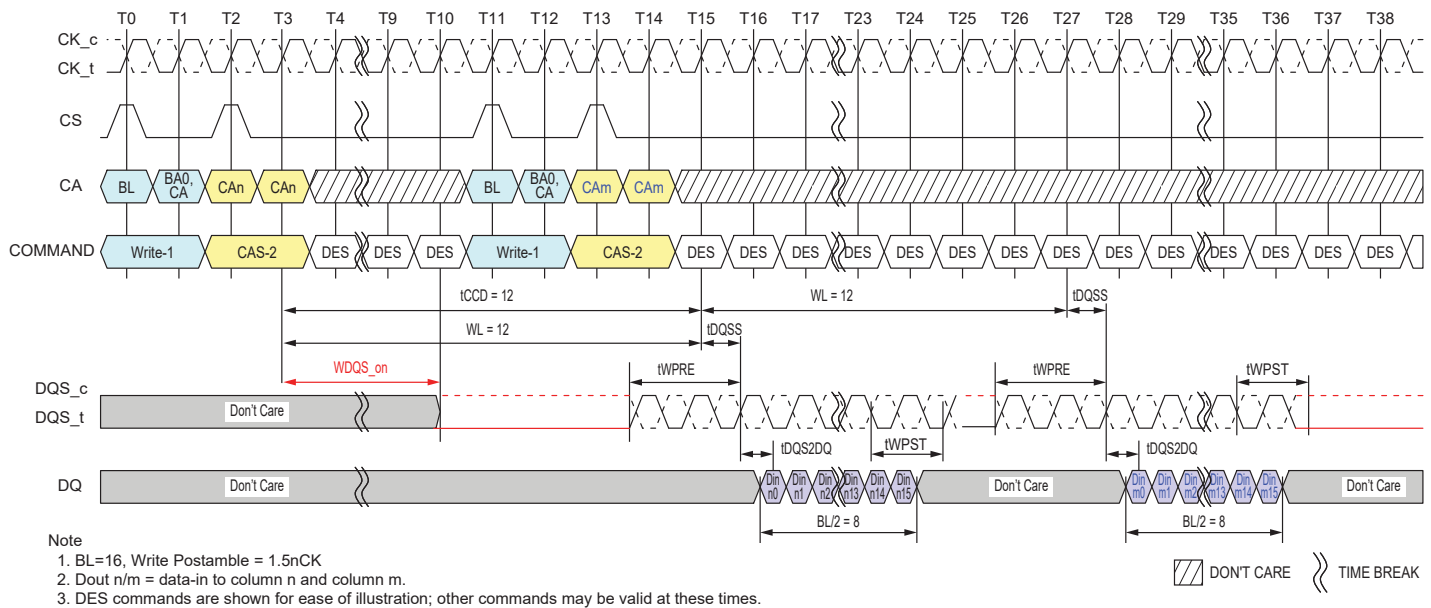 T0 T1 T2 T3 T4 T9 T10 T11 T12 T13 T14 T15 T16 T17 T23 T24 T25 T26 T27 T28 T29 T35 T36 T37 T38
CK_c
CK_t
CS
CA BL BA0, CA CAn CAn BL BA0, CA CAm CAm
COMMAND Write-1 CAS-2 DES DES DES Write-1 CAS-2 DES DES DES DES DES DES DES DES DES DES DES DES DES DES
tCCD = 12 WL = 12 tDQSS
WL = 12 tDQSS
WDQS_on tWPRE tWPRE tWPST
DQS_c
DQS_t Don't Care
tDQS2DQ tWPST tDQS2DQ
DQ Don't Care Din n0 Din n1 Din n2 Din n13 Din n14 Din n15 Don't Care Din m0 Din m1 Din m2 Din m13 Din m14 Din m15 Don't Care
BL/2 = 8 BL/2 = 8
Note
1. BL=16, Write Postamble = 1.5nCK
2. Dout n/m = data-in to column n and column m.
3. DES commands are shown for ease of illustration; other commands may be valid at these times.
DON'T CARE TIME BREAK